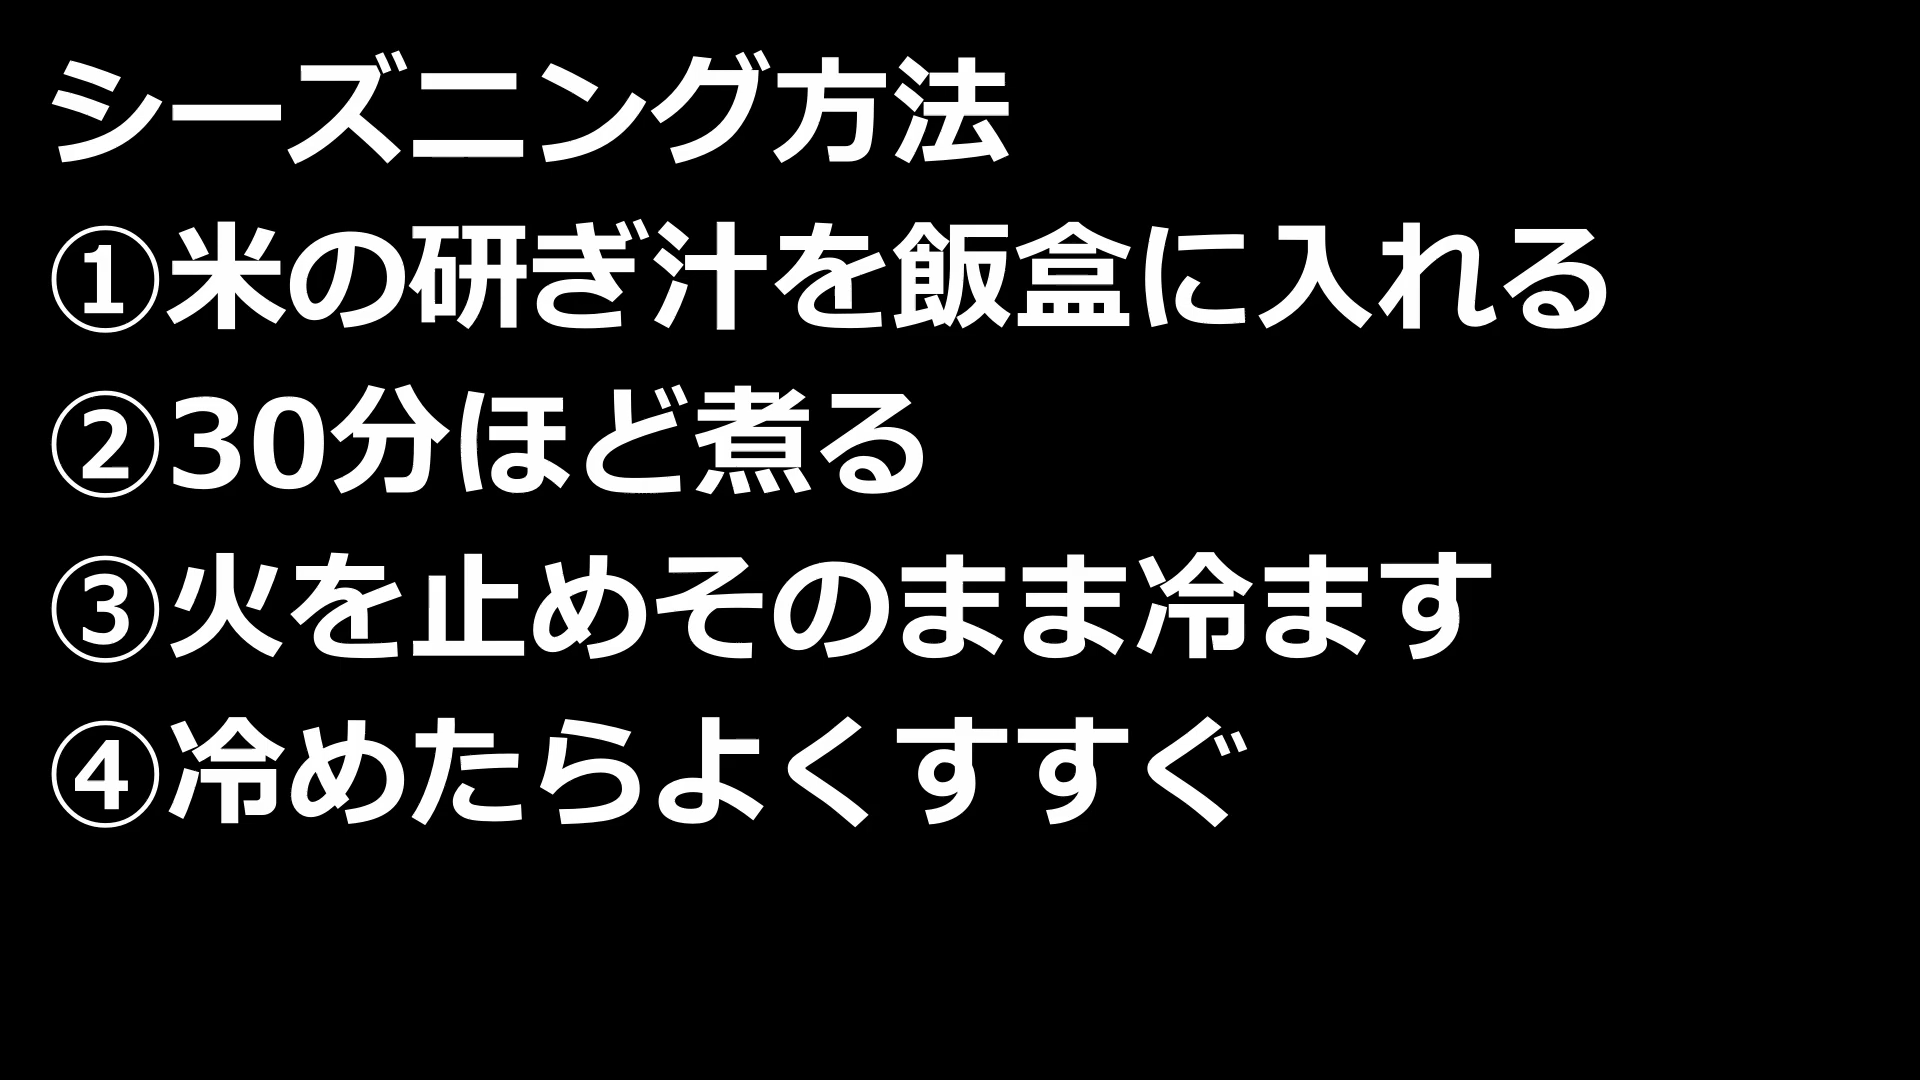 シーズニング方法
①米の研ぎ汁を飯盒に入れる
②30分ほど煮る
③火を止めそのまま冷ます
④冷めたらよくすすぐ